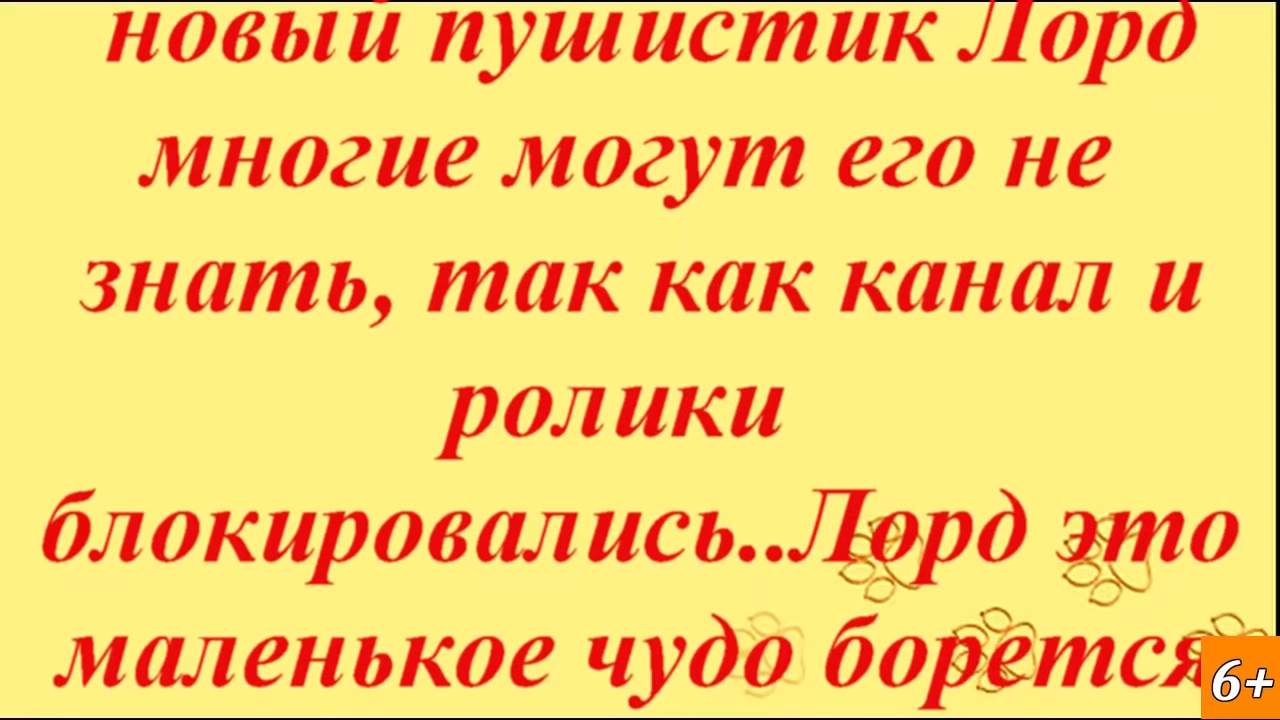 новый пушистик Лорд
многие могут его не
знать, так как канал и
ролики
блокировались..Лорд это
маленькое чудо борется
6+